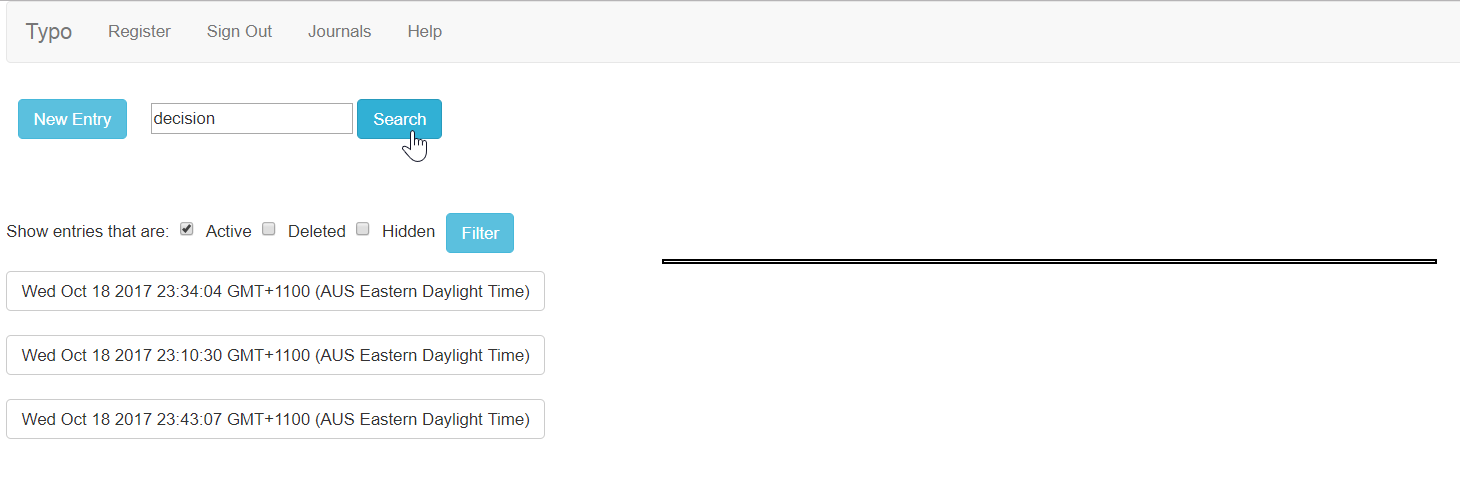 Typo Register Sign Out Journals Help
New Entry decision Search
Show entries that are: Active Deleted Hidden Filter
Wed Oct 18 2017 23:34:04 GMT+1100 (AUS Eastern Daylight Time)
Wed Oct 18 2017 23:10:30 GMT+1100 (AUS Eastern Daylight Time)
Wed Oct 18 2017 23:43:07 GMT+1100 (AUS Eastern Daylight Time)